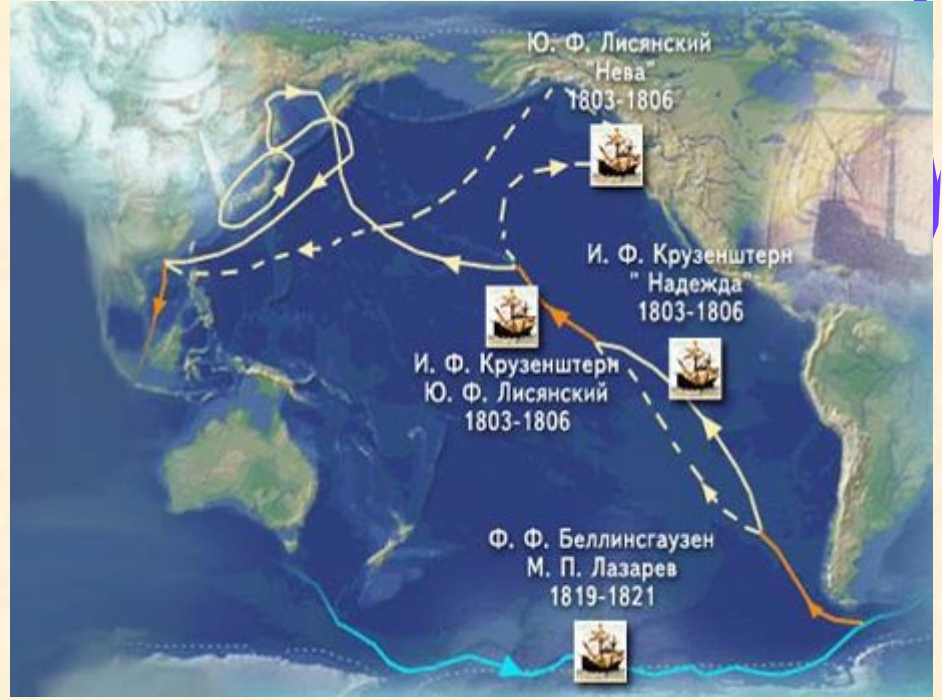 Ю. Ф. Лисянский
"Нева"
1803-1806
И. Ф. Крузенштерн
" Надежда"
1803-1806
И. Ф. Крузенштерн
Ю. Ф. Лисянский
1803-1806
Ф. Ф. Беллинсгаузен
М. П. Лазарев
1819-1821